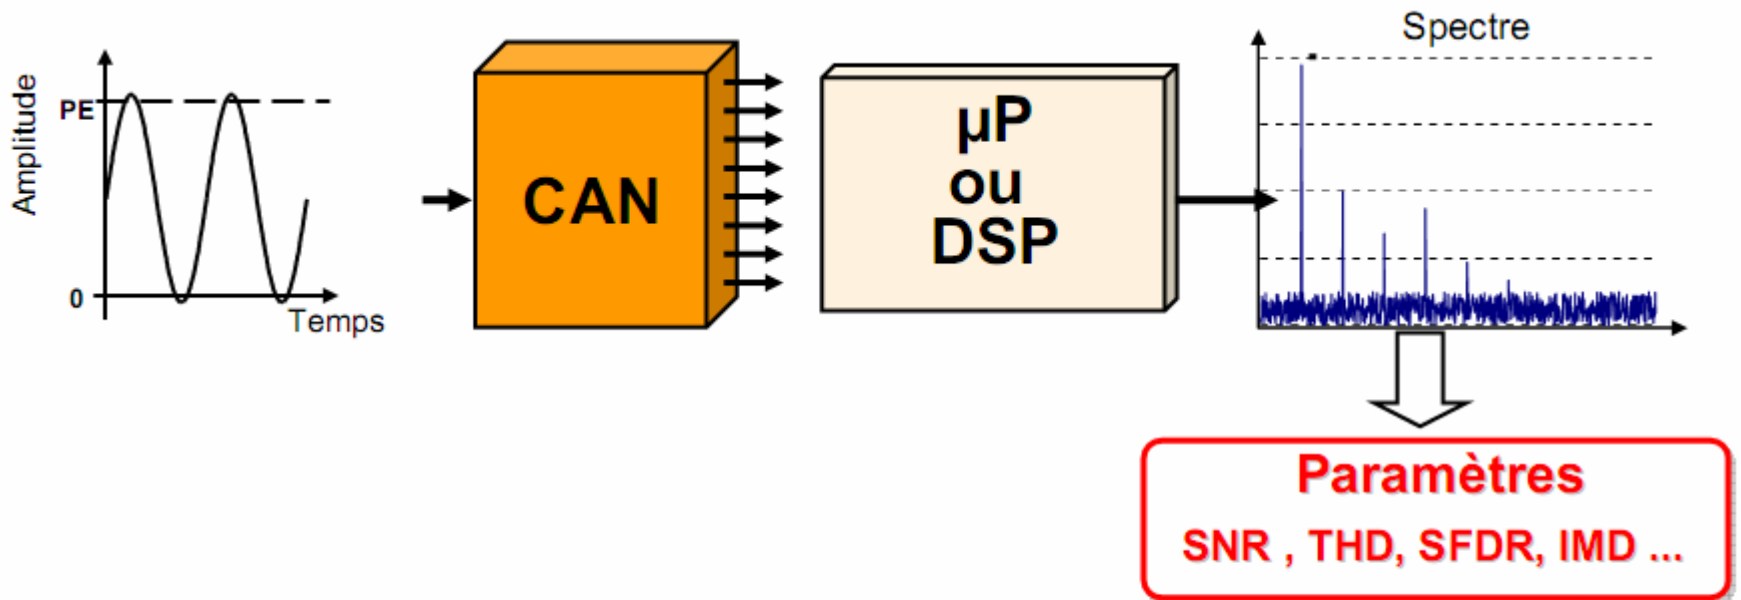 Amplitude
PE
0
Temps
CAN
µP
ou
DSP
Spectre
Paramètres
SNR , THD, SFDR, IMD ...